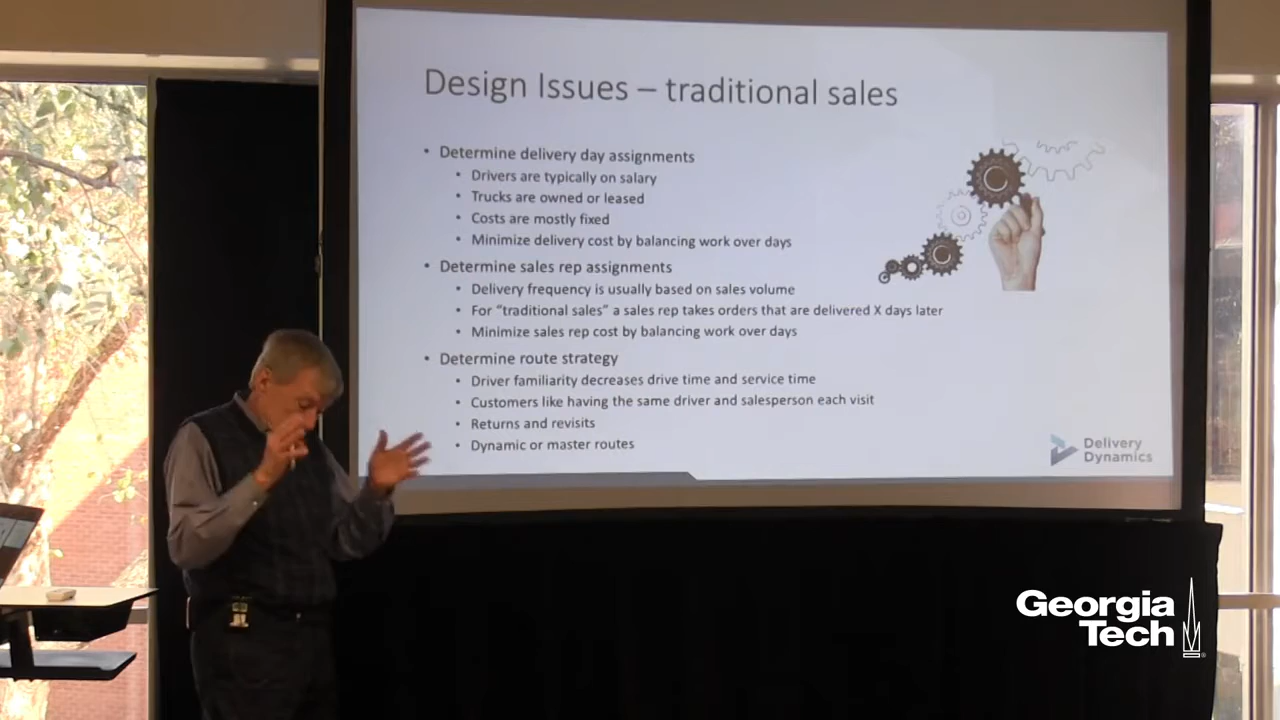 Design Issues – traditional sales
• Determine delivery day assignments
• Drivers are typically on salary
• Trucks are owned or leased
• Costs are mostly fixed
• Minimize delivery cost by balancing work over days
• Determine sales rep assignments
• Delivery frequency is usually based on sales volume
• For “traditional sales” a sales rep takes orders that are delivered X days later
• Minimize sales rep cost by balancing work over days
• Determine route strategy
• Driver familiarity decreases drive time and service time
• Customers like having the same driver and salesperson each visit
• Returns and revisits
• Dynamic or master routes
Delivery
Dynamics
Georgia
Tech